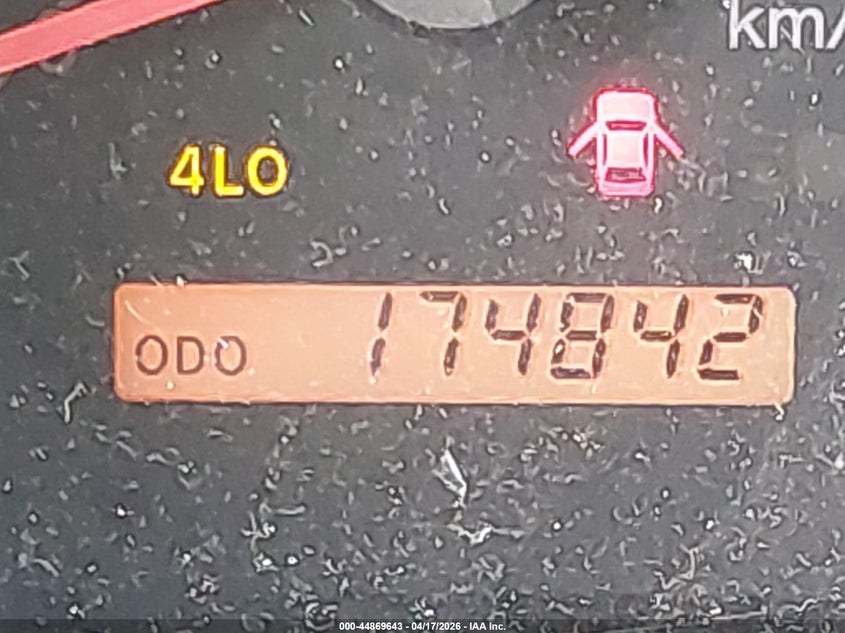 km/
4LO
ODO 174842
000-44869643 - 04/17/2026 - IAA Inc.